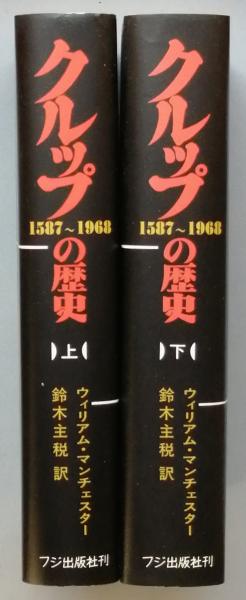 クルップの歴史
1587～1968
上
ウィリアム・マンチェスター
鈴木主税 訳
フジ出版社刊
クルップの歴史
1587～1968
下
ウィリアム・マンチェスター
鈴木主税 訳
フジ出版社刊